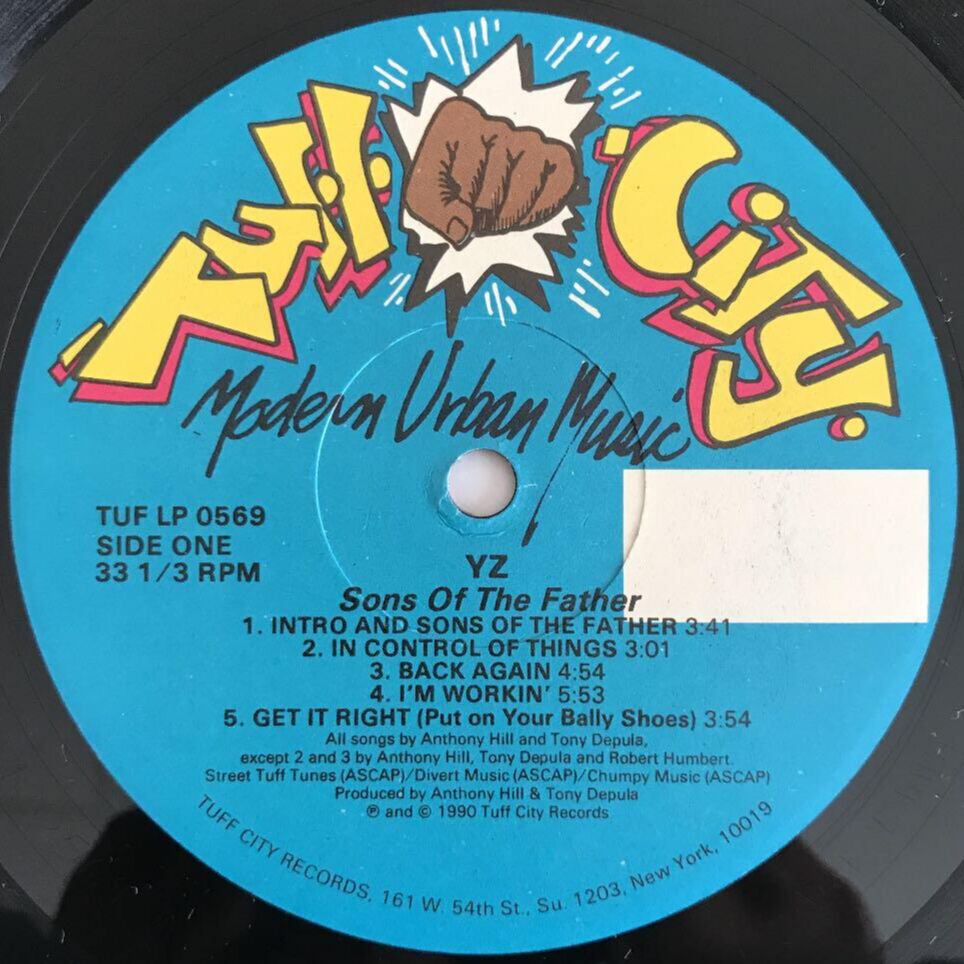 Tuff City
Modern Urban Music
TUF LP 0569
SIDE ONE
33 1/3 RPM
YZ
Sons Of The Father
1. INTRO AND SONS OF THE FATHER 3:41
2. IN CONTROL OF THINGS 3:01
3. BACK AGAIN 4:54
4. I'M WORKIN' 5:53
5. GET IT RIGHT (Put on Your Bally Shoes) 3:54
All songs by Anthony Hill and Tony Depula,
except 2 and 3 by Anthony Hill, Tony Depula and Robert Humbert.
Street Tuff Tunes (ASCAP)/Divert Music (ASCAP)/Chumpy Music (ASCAP)
Produced by Anthony Hill & Tony Depula
℗ and © 1990 Tuff City Records
TUFF CITY RECORDS, 161 W. 54th St., Su. 1203, New York, 10019